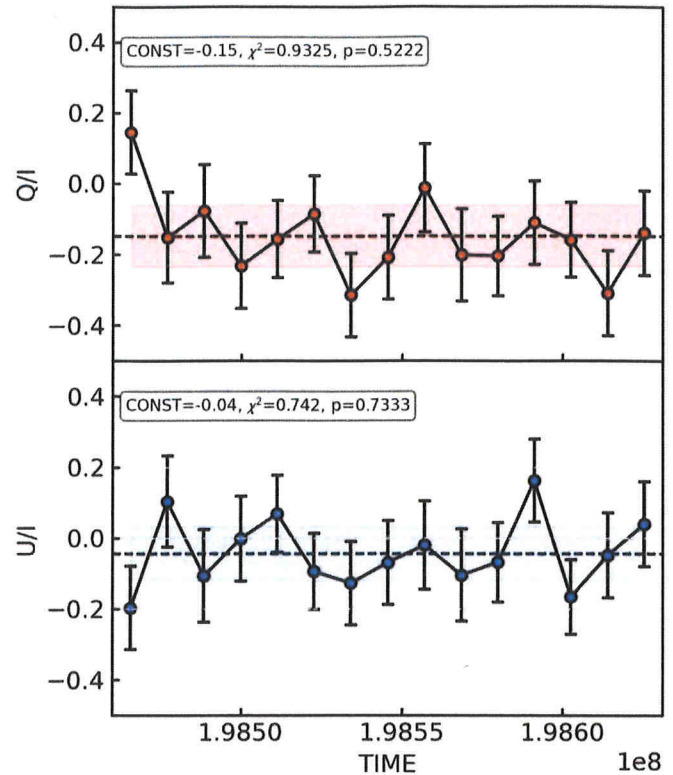 0.4
CONST=-0.15, χ²=0.9325, p=0.5222
0.2
0.0
Q/I
−0.2
−0.4
0.4
CONST=-0.04, χ²=0.742, p=0.7333
0.2
0.0
U/I
−0.2
−0.4
1.9850 1.9855 1.9860
TIME 1e8